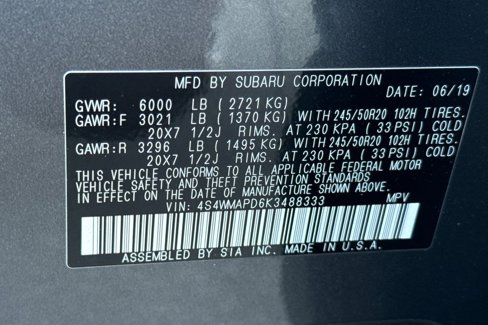 MFD BY SUBARU CORPORATION
DATE: 06/19
GVWR: 6000 LB (2721 KG)
GAWR:F 3021 LB (1370 KG) WITH 245/50R20 102H TIRES.
20X7 1/2J RIMS. AT 230 KPA (33 PSI) COLD
GAWR:R 3296 LB (1495 KG) WITH 245/50R20 102H TIRES.
20X7 1/2J RIMS. AT 230 KPA (33 PSI) COLD
THIS VEHICLE CONFORMS TO ALL APPLICABLE FEDERAL MOTOR
VEHICLE SAFETY AND THEFT PREVENTION STANDARDS
IN EFFECT ON THE DATE OF MANUFACTURE SHOWN ABOVE.
VIN: 4S4WMAPD6K3488333 MPV
ASSEMBLED BY SIA INC. MADE IN U.S.A.